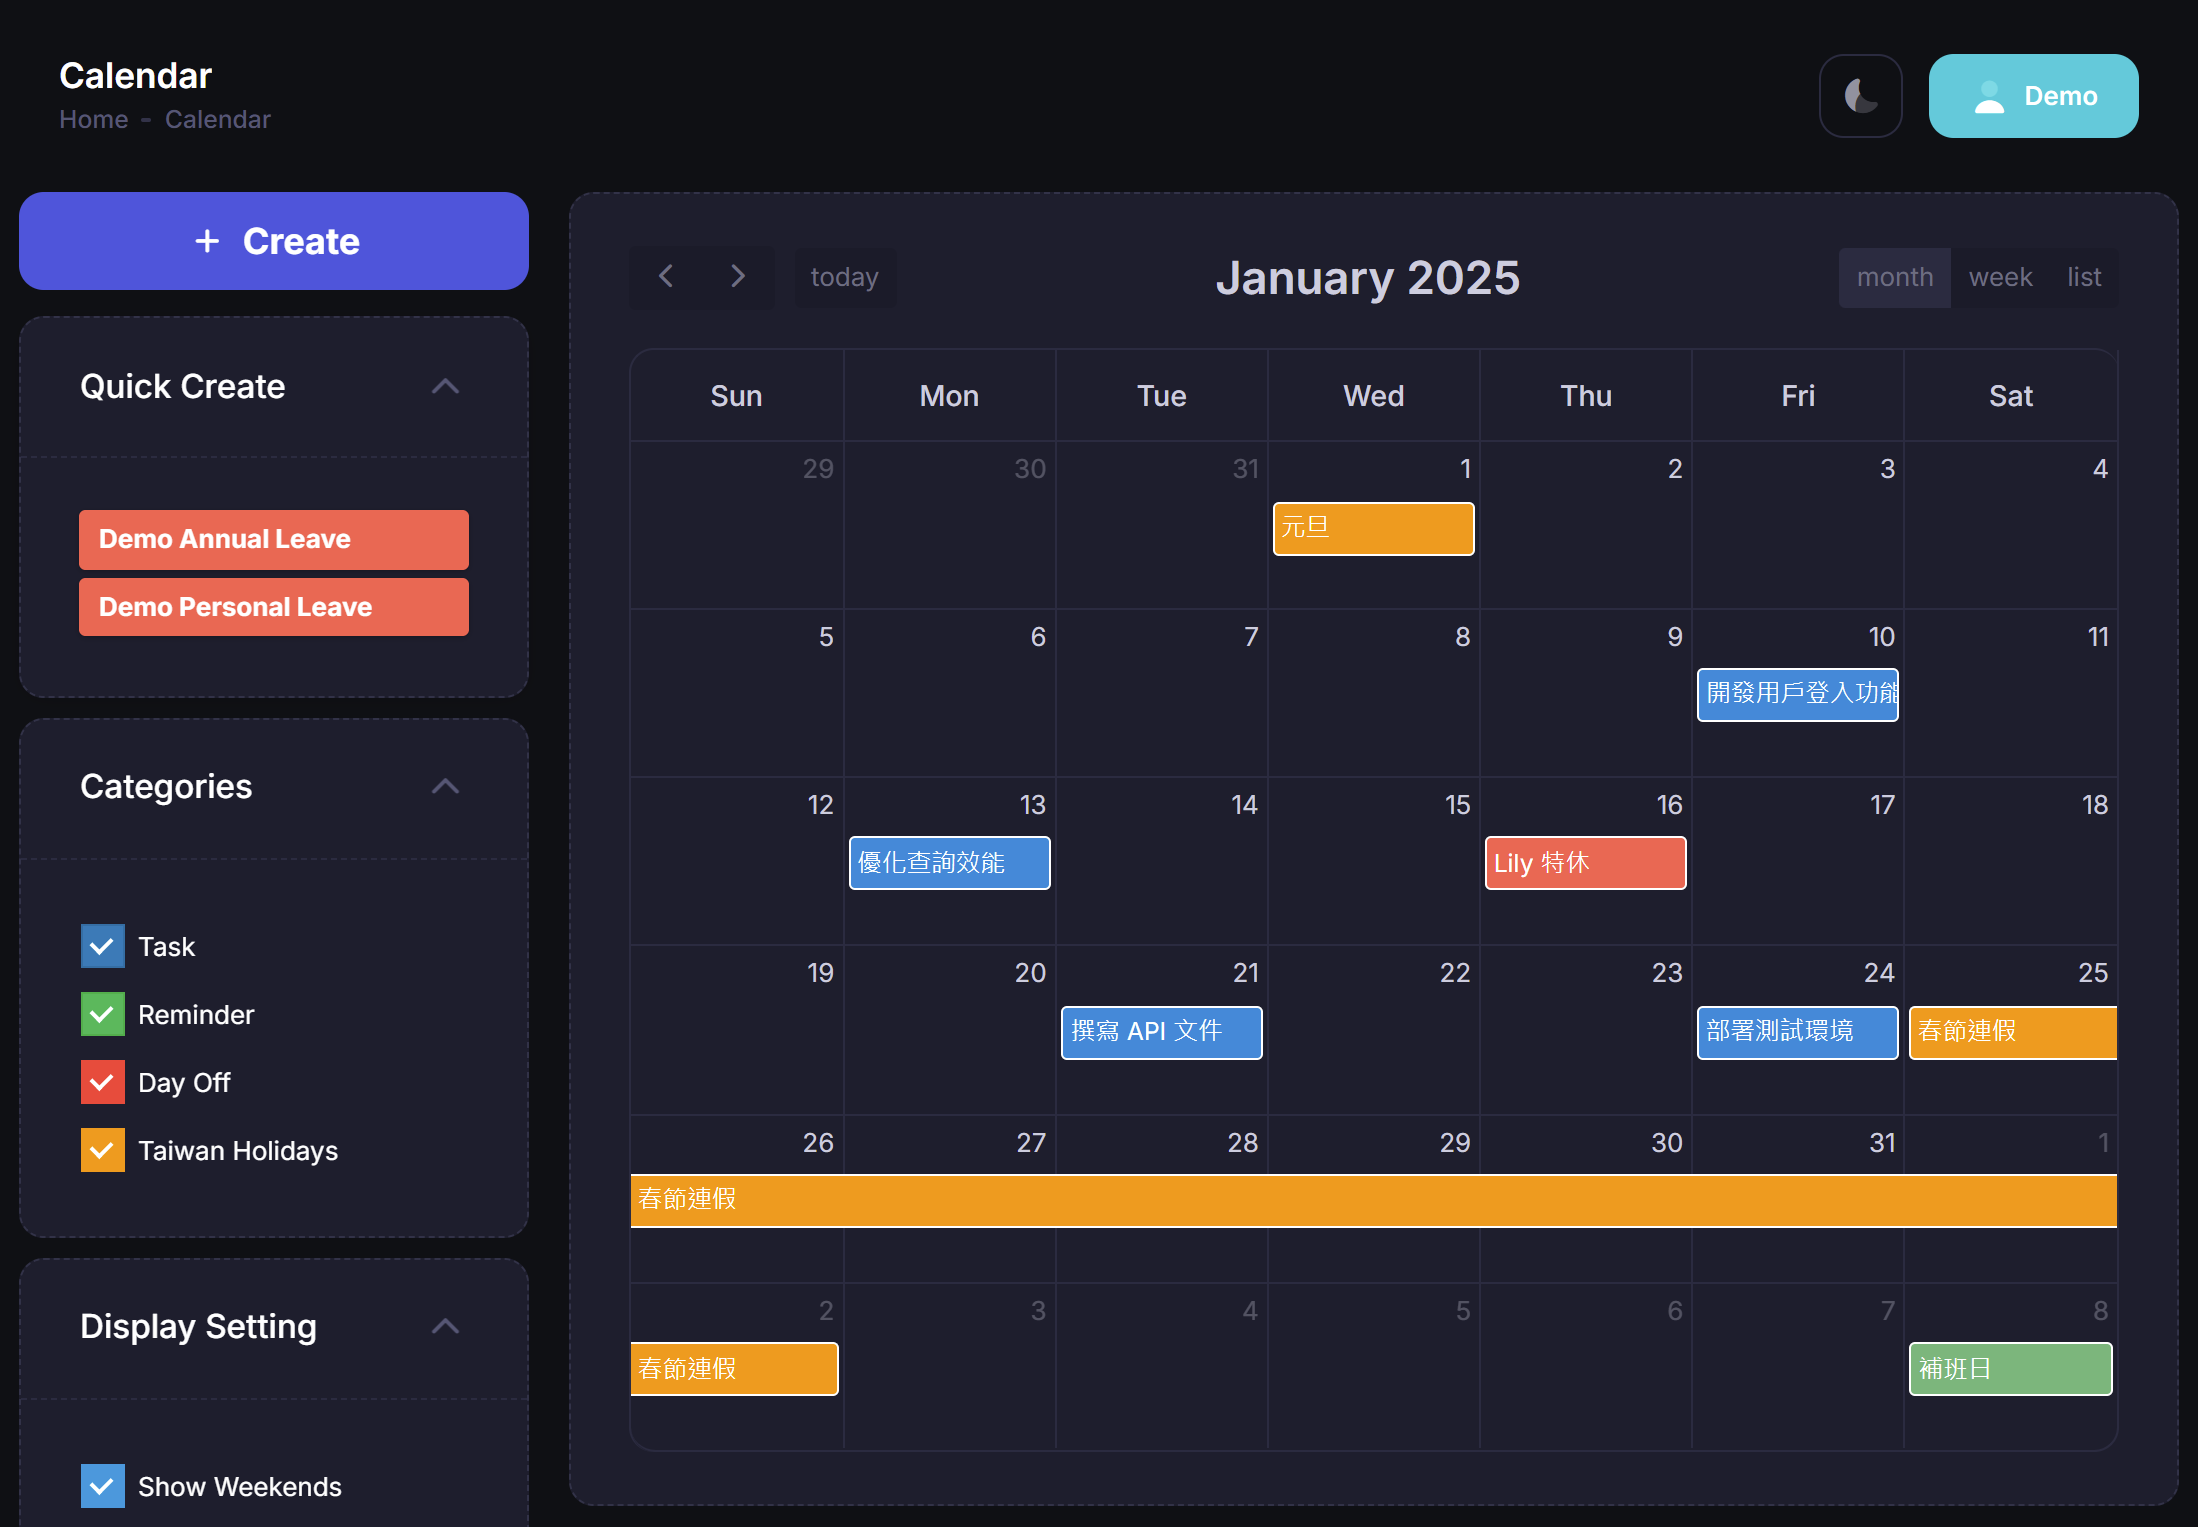 Calendar
Home - Calendar
Demo
+ Create
Quick Create
Demo Annual Leave
Demo Personal Leave
Categories
Task
Reminder
Day Off
Taiwan Holidays
Display Setting
Show Weekends
today
January 2025
month week list
Sun Mon Tue Wed Thu Fri Sat
29 30 31 1 2 3 4
元旦
5 6 7 8 9 10 11
開發用戶登入功能
12 13 14 15 16 17 18
優化查詢效能 Lily 特休
19 20 21 22 23 24 25
撰寫 API 文件 部署測試環境 春節連假
26 27 28 29 30 31 1
春節連假
2 3 4 5 6 7 8
春節連假 補班日